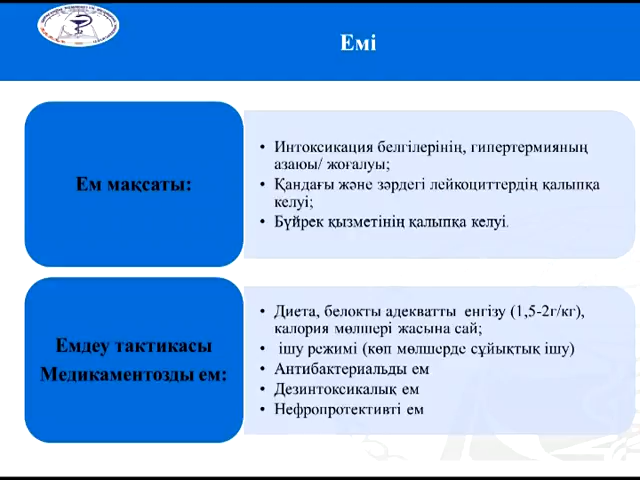 Емі
Ем мақсаты:
• Интоксикация белгілерінің, гипертермияның
азаюы/ жоғалуы;
• Қандағы және зәрдегі лейкоциттердің қалыпқа
келуі;
• Бүйрек қызметінің қалыпқа келуі.
Емдеу тактикасы
Медикаментозды ем:
• Диета, белокты адекватты енгізу (1,5-2г/кг),
калория мөлшері жасына сай;
• ішу режимі (көп мөлшерде сұйықтық ішу)
• Антибактериальды ем
• Дезинтоксикалық ем
• Нефропротективті ем